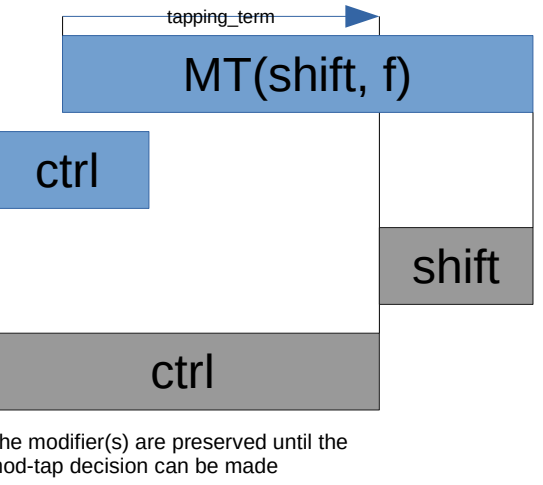 tapping_term
MT(shift, f)
ctrl
shift
ctrl
he modifier(s) are preserved until the
nod-tap decision can be made